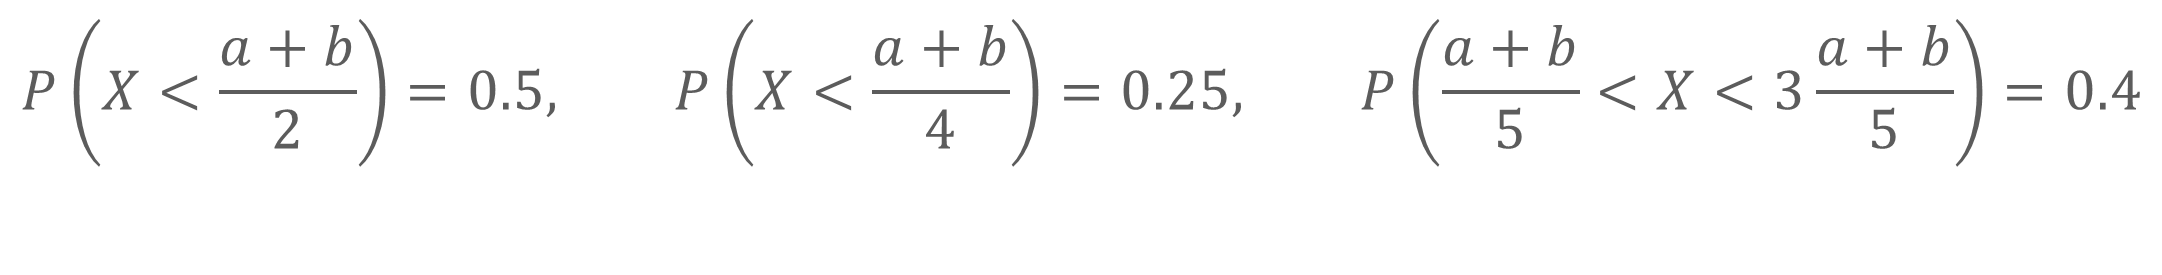 P(X < (a + b)/2) = 0.5, P(X < (a + b)/4) = 0.25, P((a + b)/5 < X < 3 (a + b)/5) = 0.4